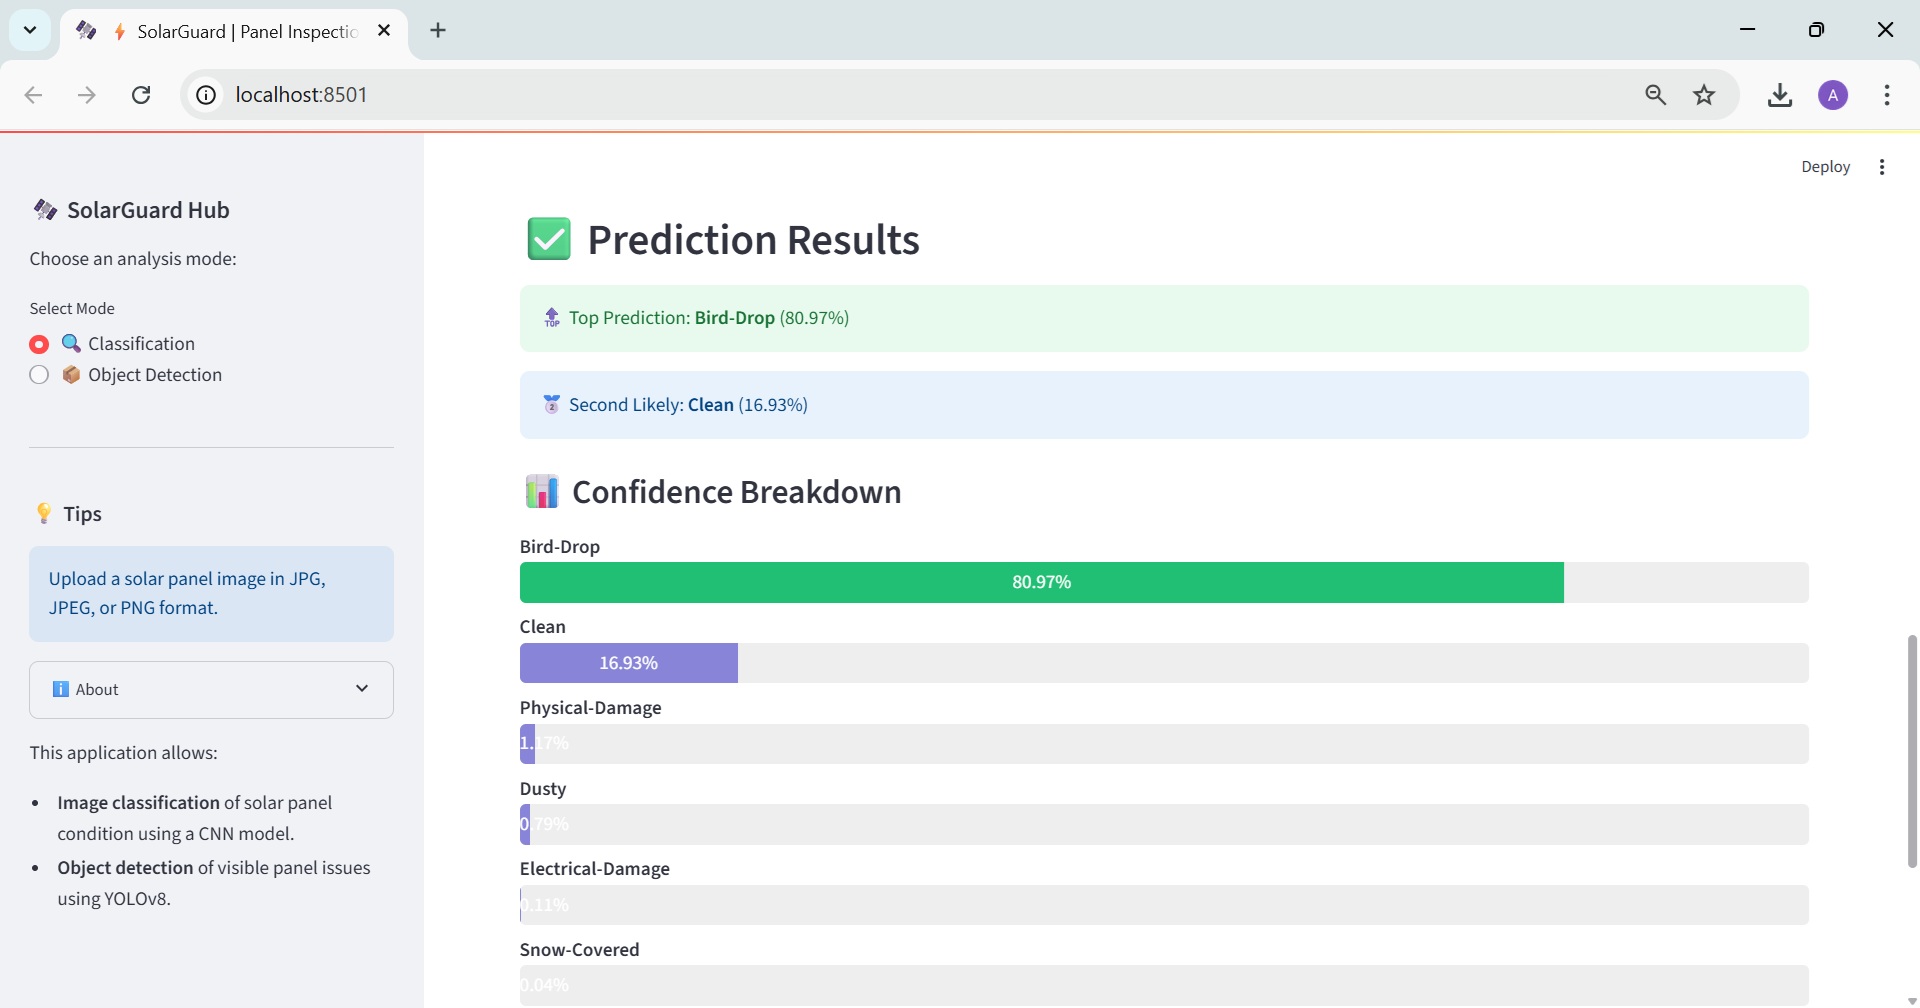 SolarGuard | Panel Inspectio
localhost:8501
A
Deploy
SolarGuard Hub
Choose an analysis mode:
Select Mode
Classification
Object Detection
Tips
Upload a solar panel image in JPG,
JPEG, or PNG format.
About
This application allows:
Image classification of solar panel
condition using a CNN model.
Object detection of visible panel issues
using YOLOv8.
Prediction Results
TOP Top Prediction: Bird-Drop (80.97%)
2 Second Likely: Clean (16.93%)
Confidence Breakdown
Bird-Drop
80.97%
Clean
16.93%
Physical-Damage
1.17%
Dusty
0.79%
Electrical-Damage
0.11%
Snow-Covered
0.04%